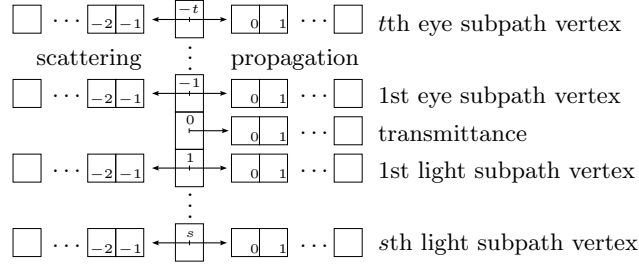 ··· −2 −1 −t 0 1 ··· tth eye subpath vertex
scattering ⋮ propagation
··· −2 −1 −1 0 1 ··· 1st eye subpath vertex
0 0 1 ··· transmittance
··· −2 −1 1 0 1 ··· 1st light subpath vertex
⋮
··· −2 −1 s 0 1 ··· sth light subpath vertex